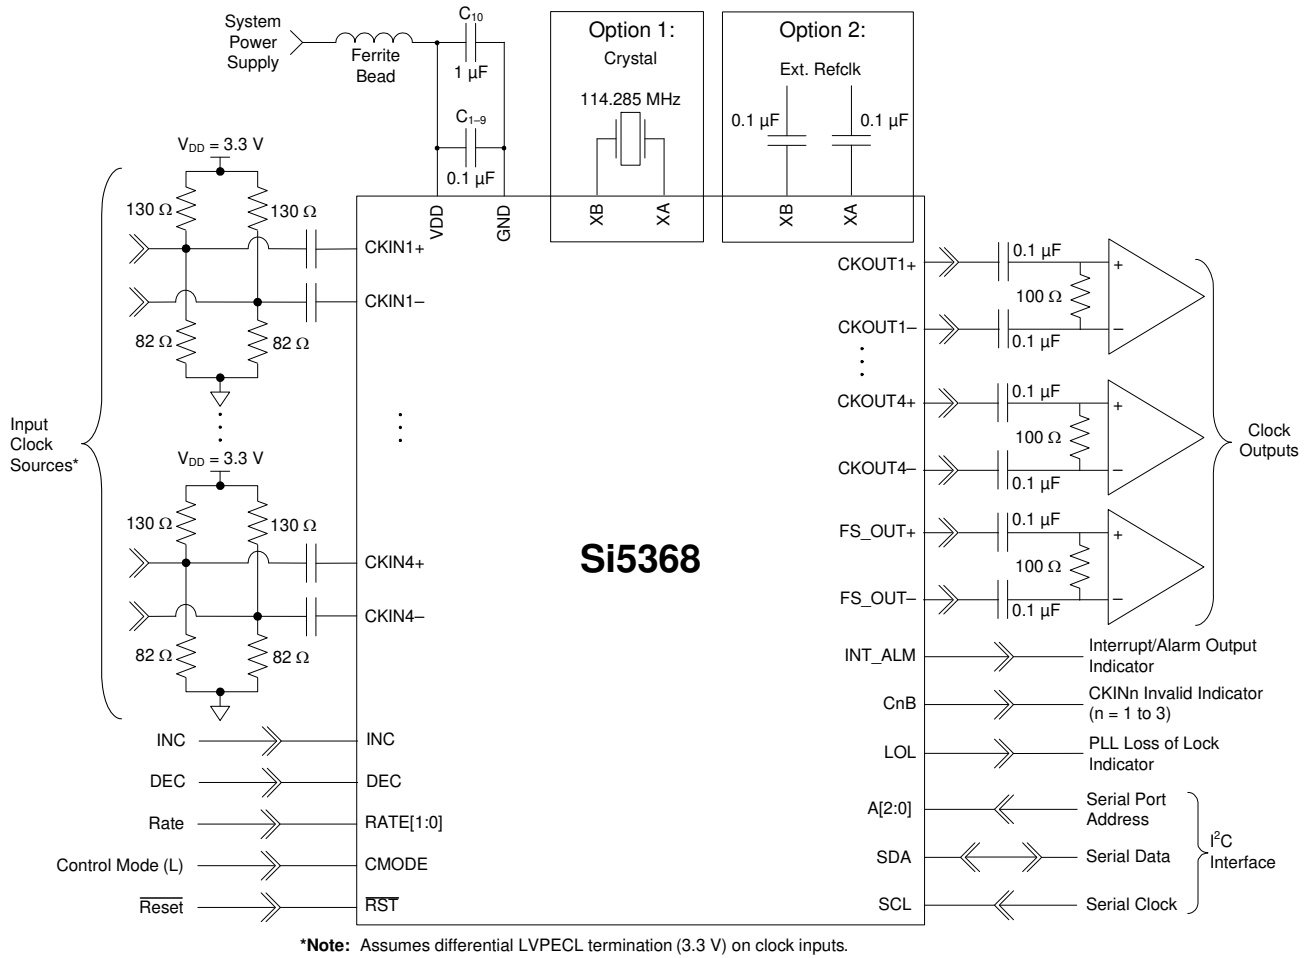 System
Power
Supply
Ferrite
Bead
C10
1 µF
C1–9
0.1 µF
Option 1:
Crystal
114.285 MHz
XB
XA
Option 2:
Ext. Refclk
0.1 µF
0.1 µF
XB
XA
VDD
GND
VDD = 3.3 V
130 Ω
130 Ω
82 Ω
82 Ω
CKIN1+
CKIN1–
Input
Clock
Sources*
VDD = 3.3 V
130 Ω
130 Ω
82 Ω
82 Ω
CKIN4+
CKIN4–
INC
INC
DEC
DEC
Rate
RATE[1:0]
Control Mode (L)
CMODE
Reset
RST
Si5368
CKOUT1+
0.1 µF
+
100 Ω
CKOUT1–
0.1 µF
–
CKOUT4+
0.1 µF
+
100 Ω
CKOUT4–
0.1 µF
–
FS_OUT+
0.1 µF
+
100 Ω
FS_OUT–
0.1 µF
–
Clock
Outputs
INT_ALM
Interrupt/Alarm Output
Indicator
CnB
CKINn Invalid Indicator
(n = 1 to 3)
LOL
PLL Loss of Lock
Indicator
A[2:0]
Serial Port
Address
SDA
Serial Data
SCL
Serial Clock
I²C
Interface
*Note: Assumes differential LVPECL termination (3.3 V) on clock inputs.